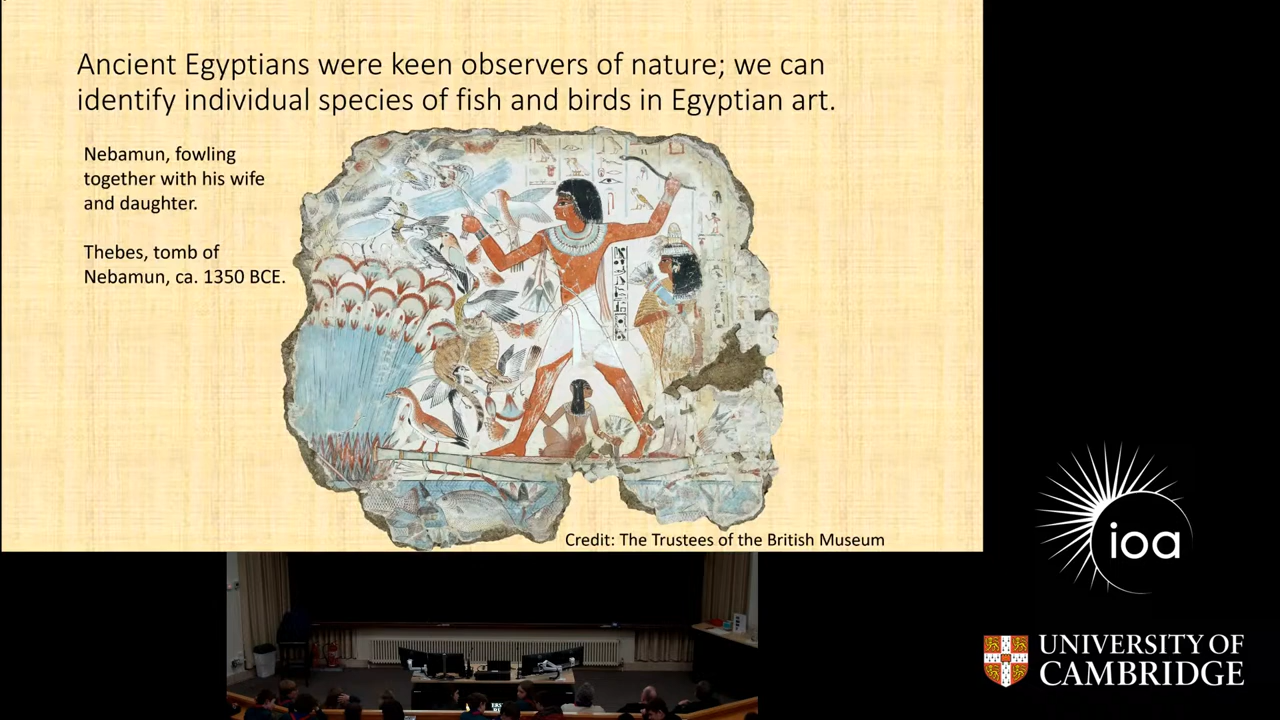 Ancient Egyptians were keen observers of nature; we can
identify individual species of fish and birds in Egyptian art.
Nebamun, fowling
together with his wife
and daughter.
Thebes, tomb of
Nebamun, ca. 1350 BCE.
Credit: The Trustees of the British Museum
ioa
UNIVERSITY OF
CAMBRIDGE